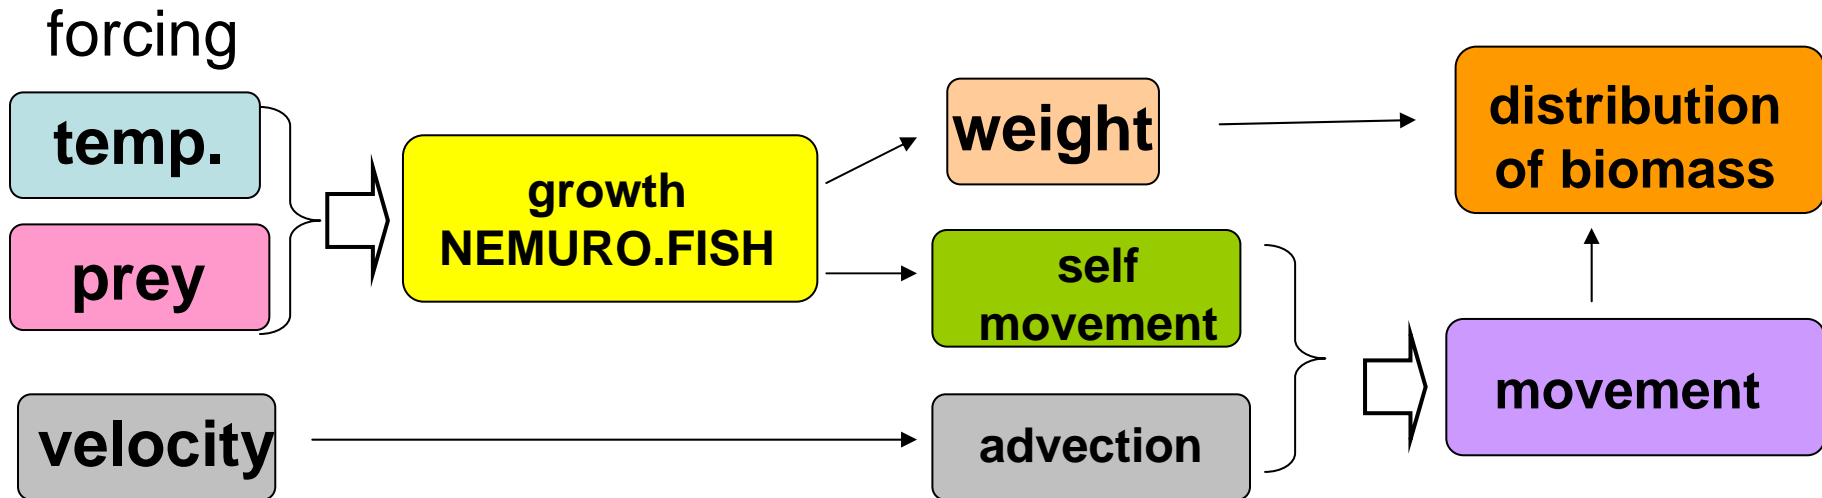 forcing
temp.
prey
velocity
growth
NEMURO.FISH
weight
self
movement
advection
distribution
of biomass
movement